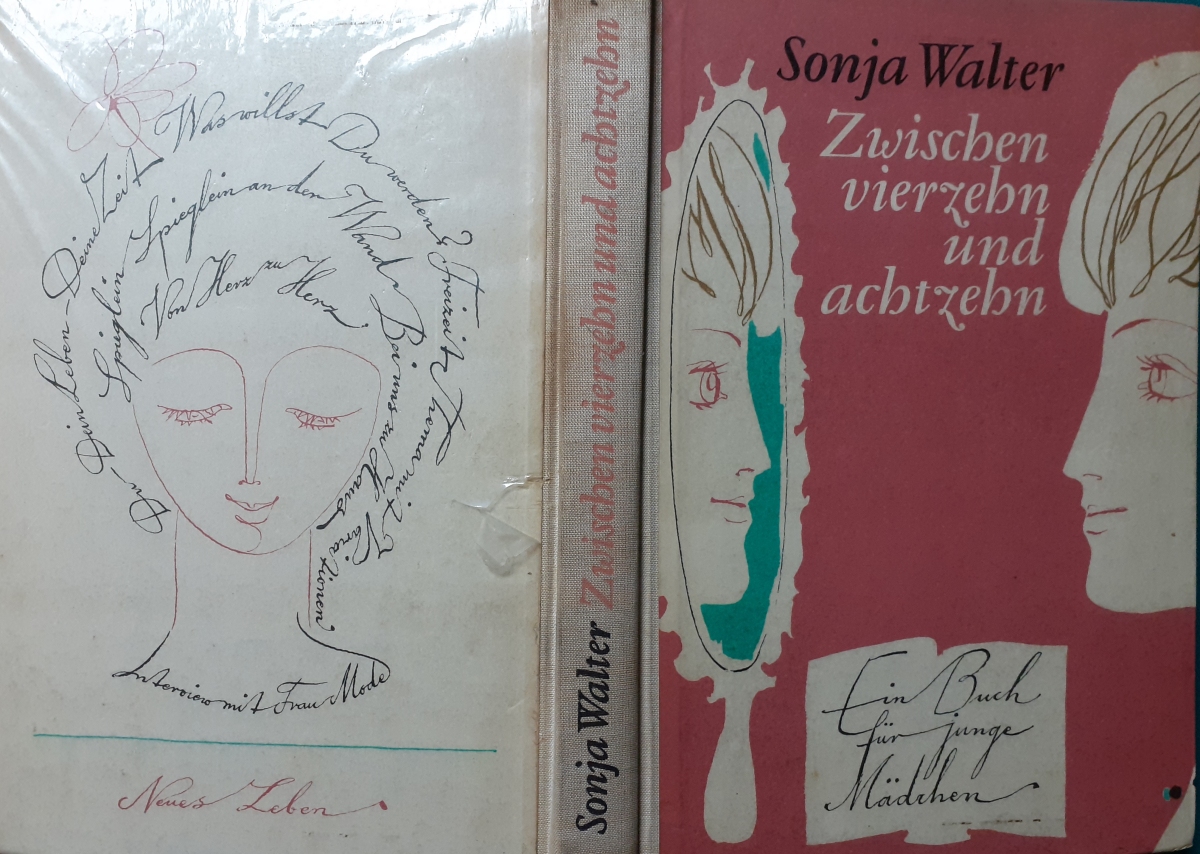 Du – Dein Leben – Deine Zeit
Was willst Du werden?
Freizeit
Thema mit Variationen
Spieglein Spieglein an der Wand
Bei uns zu Haus
Von Herz zu Herz
Interview mit Frau Mode
Neues Leben
Sonja Walter Zwischen vierzehn und achtzehn
Sonja Walter
Zwischen
vierzehn
und
achtzehn
Ein Buch
für junge
Mädchen